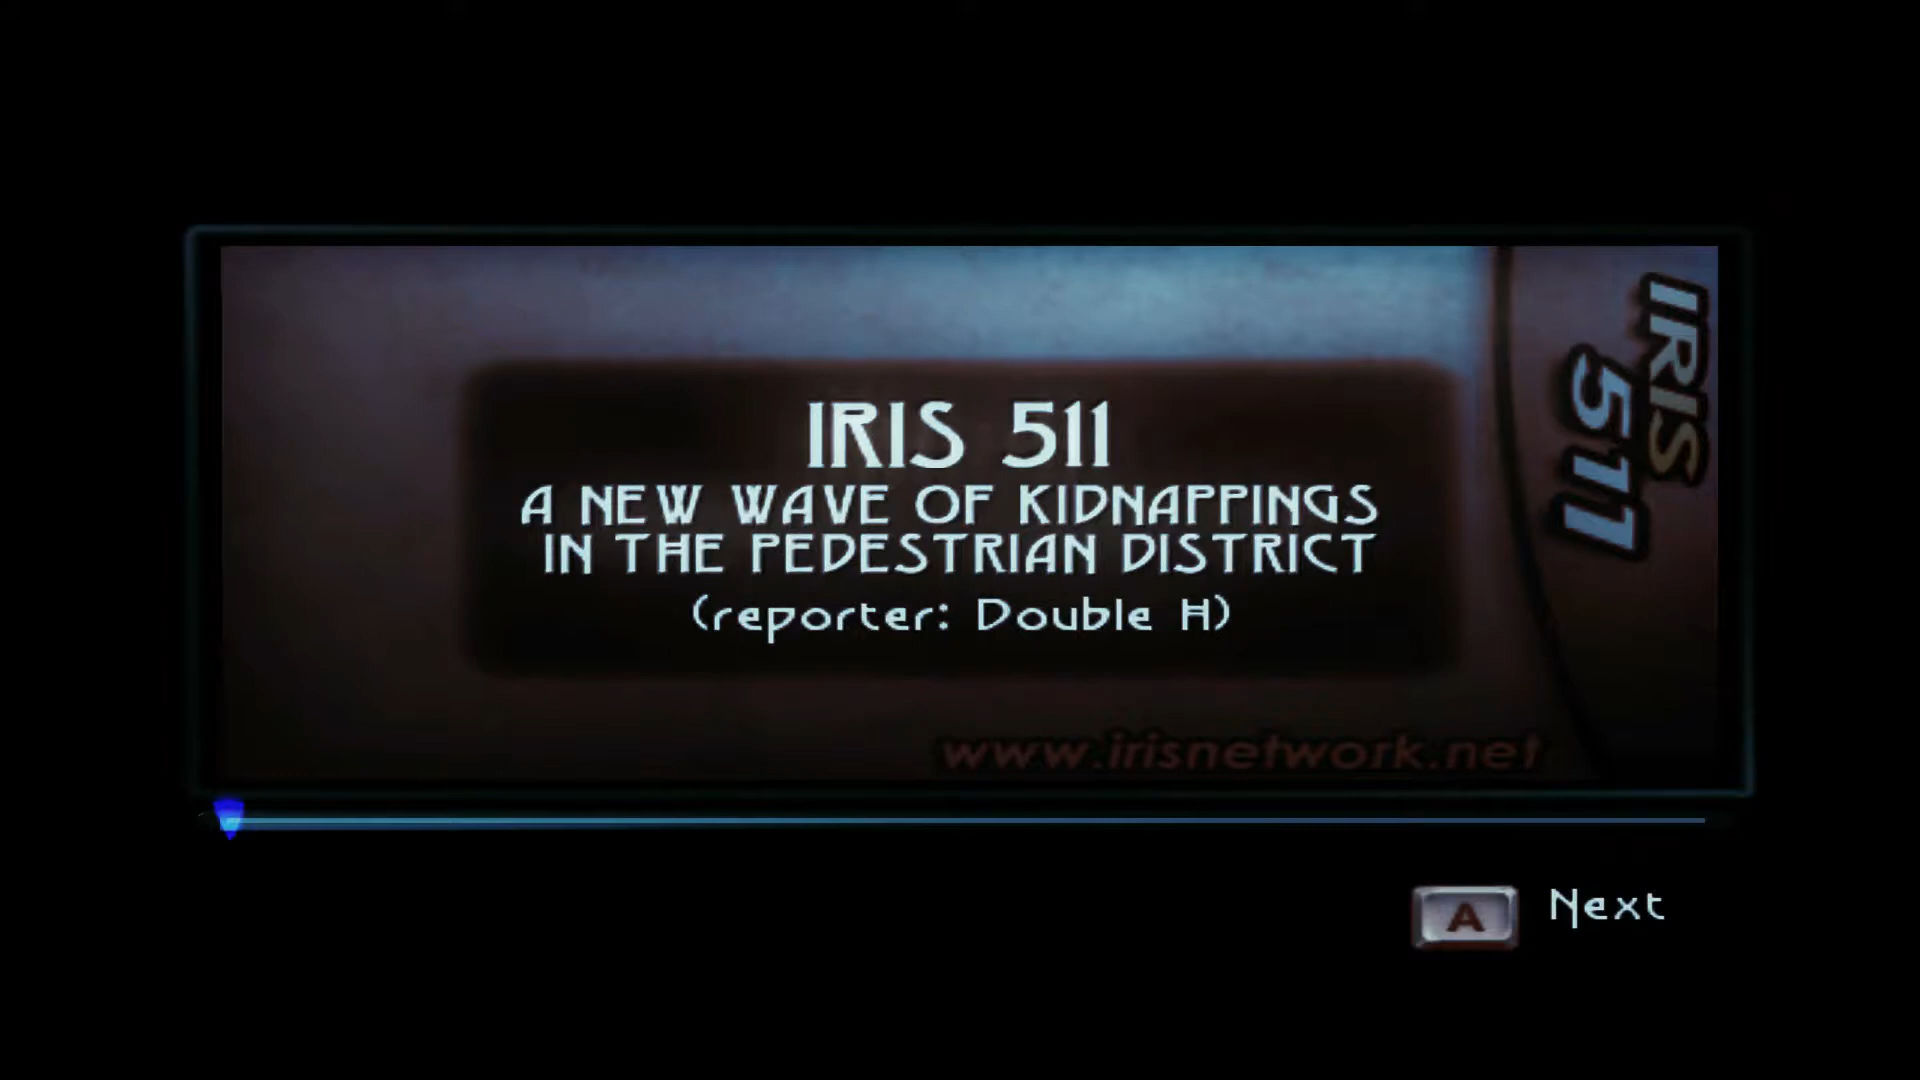 IRIS 511
A NEW WAVE OF KIDNAPPINGS
IN THE PEDESTRIAN DISTRICT
(reporter: Double H)
IRIS
511
www.irisnetwork.net
A Next